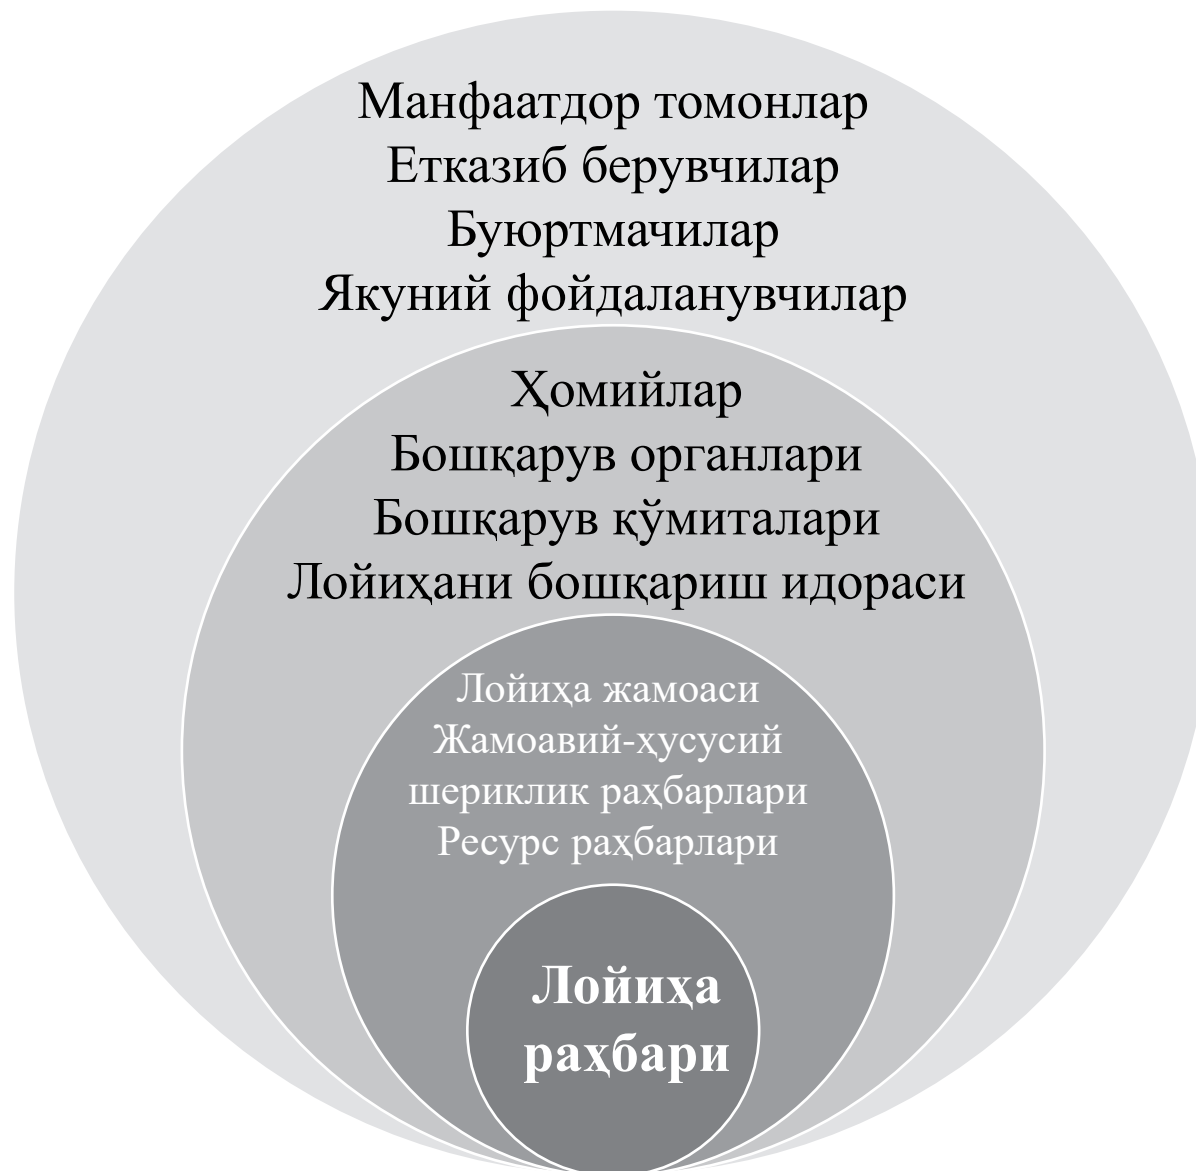 Манфаатдор томонлар
Етказиб берувчилар
Буюртмачилар
Якуний фойдаланувчилар
Ҳомийлар
Бошқарув органлари
Бошқарув қўмиталари
Лойиҳани бошқариш идораси
Лойиҳа жамоаси
Жамоавий-ҳусусий
шериклик раҳбарлари
Ресурс раҳбарлари
Лойиҳа
раҳбари